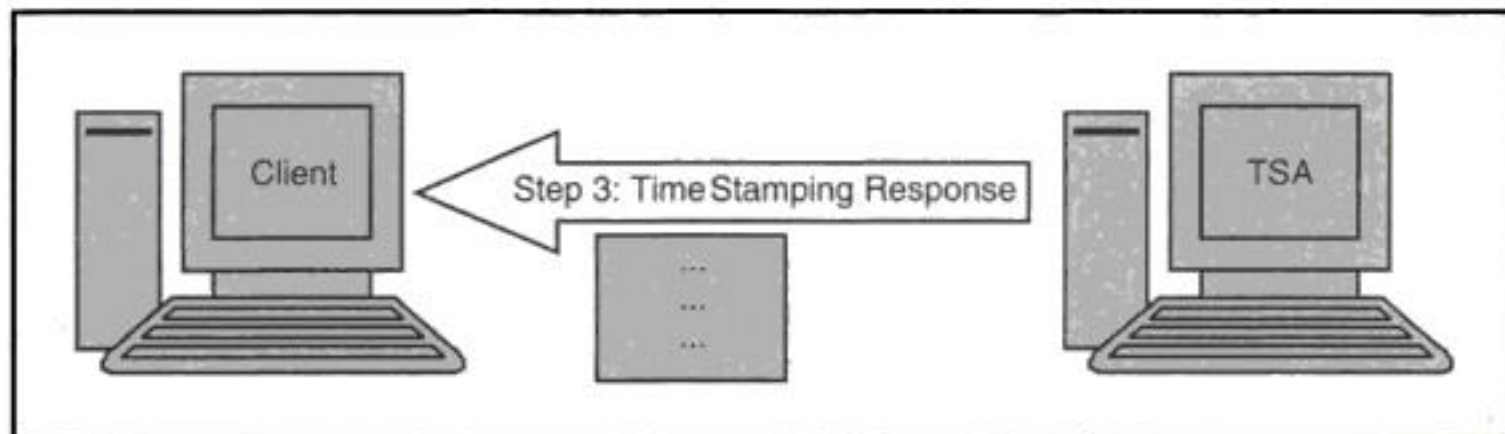 Client
Step 3: Time Stamping Response
TSA
...
...
...